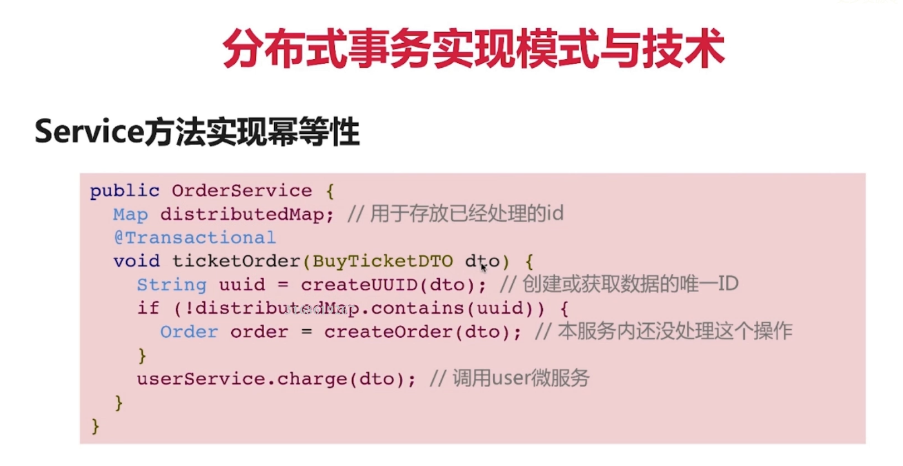 分布式事务实现模式与技术
Service方法实现幂等性
public OrderService {
Map distributedMap; // 用于存放已经处理的id
@Transactional
void ticketOrder(BuyTicketDTO dto) {
String uuid = createUUID(dto); // 创建或获取数据的唯一ID
if (!distributedMap.contains(uuid)) {
Order order = createOrder(dto); // 本服务内还没处理这个操作
}
userService.charge(dto); // 调用user微服务
}
}